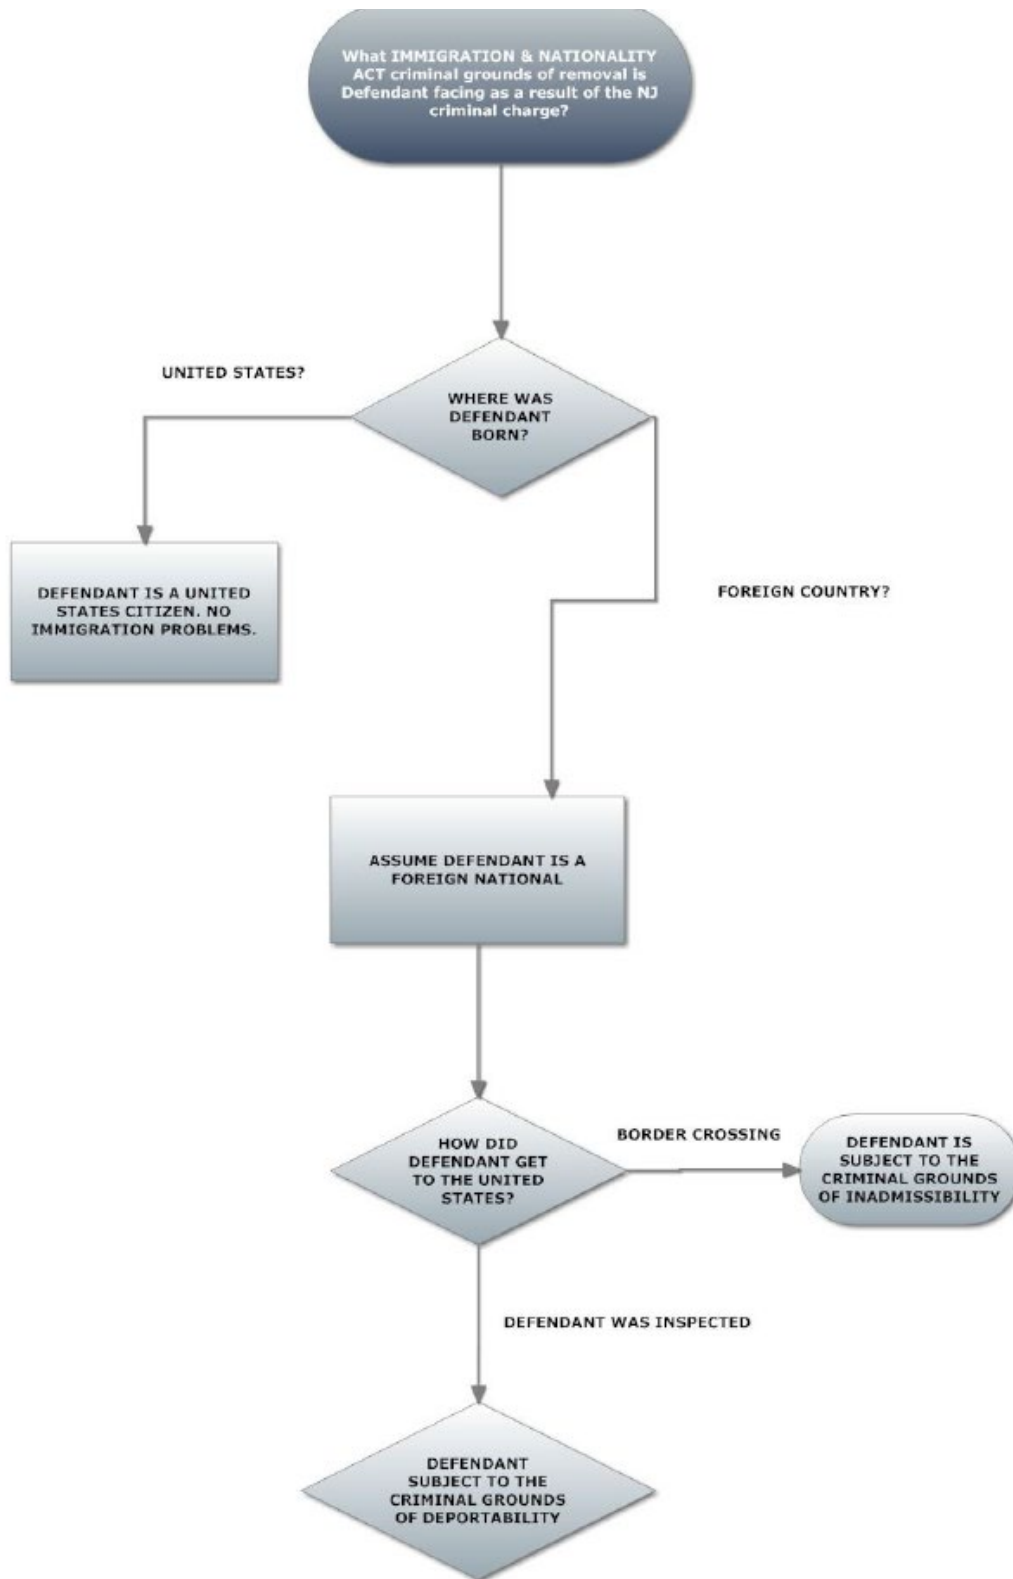 What IMMIGRATION & NATIONALITY
ACT criminal grounds of removal is
Defendant facing as a result of the NJ
criminal charge?
UNITED STATES?
WHERE WAS
DEFENDANT
BORN?
DEFENDANT IS A UNITED
STATES CITIZEN. NO
IMMIGRATION PROBLEMS.
FOREIGN COUNTRY?
ASSUME DEFENDANT IS A
FOREIGN NATIONAL
HOW DID
DEFENDANT GET
TO THE UNITED
STATES?
BORDER CROSSING
DEFENDANT IS
SUBJECT TO THE
CRIMINAL GROUNDS
OF INADMISSIBILITY
DEFENDANT WAS INSPECTED
DEFENDANT
SUBJECT TO THE
CRIMINAL GROUNDS
OF DEPORTABILITY